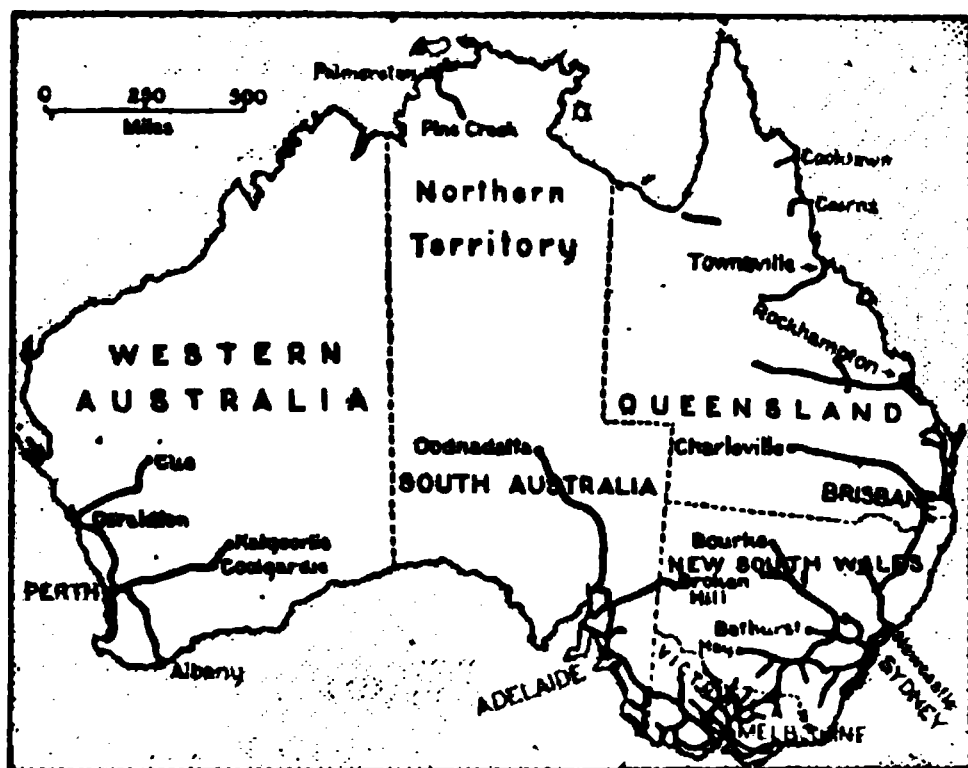 Palmerston
0 250 500
Miles
Pine Creek
Cooktown
Northern
Territory
Cairns
Townsville
Rockhampton
WESTERN
AUSTRALIA
QUEENSLAND
Oodnadatta
Charleville
Cue
SOUTH AUSTRALIA
BRISBANE
Geraldton
Kalgoorlie
Coolgardie
Bourke
NEW SOUTH WALES
PERTH
Broken
Hill
Bathurst
Hay
Newcastle
SYDNEY
Albany
ADELAIDE
VICTORIA
MELBOURNE